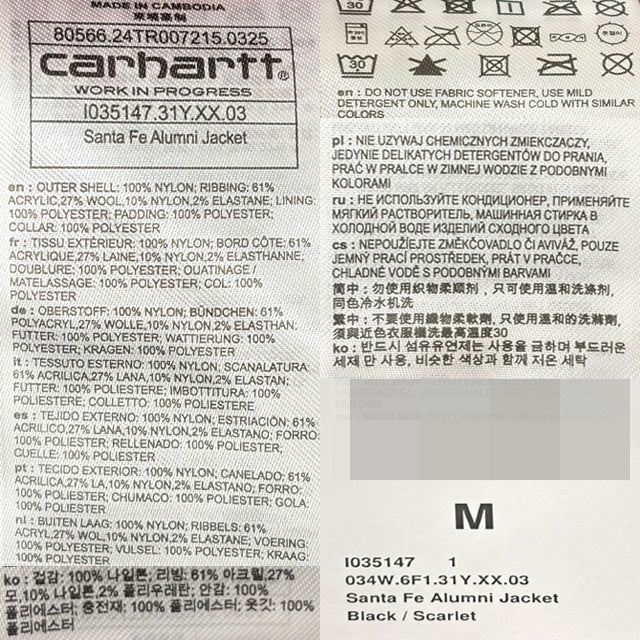 MADE IN CAMBODIA
柬埔寨制
80566.24TR007215.0325
carhartt®
WORK IN PROGRESS
I035147.31Y.XX.03
Santa Fe Alumni Jacket
en : OUTER SHELL: 100% NYLON; RIBBING: 61%
ACRYLIC,27% WOOL,10% NYLON,2% ELASTANE; LINING:
100% POLYESTER; PADDING: 100% POLYESTER;
COLLAR: 100% POLYESTER
fr : TISSU EXTÉRIEUR: 100% NYLON; BORD CÔTE: 61%
ACRYLIQUE,27% LAINE,10% NYLON,2% ELASTHANNE,
DOUBLURE: 100% POLYESTER; OUATINAGE /
MATELASSAGE: 100% POLYESTER; COL: 100%
POLYESTER
de : OBERSTOFF: 100% NYLON; BÜNDCHEN: 61%
POLYACRYL,27% WOLLE,10% NYLON,2% ELASTHAN.
FUTTER: 100% POLYESTER; WATTIERUNG: 100%
POLYESTER; KRAGEN: 100% POLYESTER
it : TESSUTO ESTERNO: 100% NYLON, SCANALATURA:
61% ACRILICA,27% LANA,10% NYLON,2% ELASTAN;
FUTTER: 100% POLIESTERE; IMBOTTITURA: 100%
POLIESTERE; COLLETTO: 100% POLIESTERE
es : TEJIDO EXTERNO: 100% NYLON; ESTRIACIÓN: 61%
ACRILICO,27% LANA,10% NYLON,2% ELASTANO; FORRO:
100% POLIÉSTER; RELLENADO: 100% POLIÉSTER;
CUELLE: 100% POLIÉSTER
pt : TECIDO EXTERIOR: 100% NYLON; CANELADO: 61%
ACRILICA,27% LA,10% NYLON,2% ELASTANO; FORRO:
100% POLIÉSTER; CHUMACO: 100% POLIÉSTER; GOLA:
100% POLIÉSTER
nl : BUITEN LAAG: 100% NYLON; RIBBELS: 61%
ACRYL,27% WOL,10% NYLON,2% ELASTAAN; VOERING:
100% POLYESTER; VULSEL: 100% POLYESTER; KRAAG:
100% POLYESTER
ko : 겉감: 100% 나일론; 리빙: 61% 아크릴,27%
모,10% 나일론,2% 폴리우레탄; 안감: 100%
폴리에스터; 충전재: 100% 폴리에스터; 옷깃: 100%
폴리에스터
30
30
en : DO NOT USE FABRIC SOFTENER, USE MILD
DETERGENT ONLY, MACHINE WASH COLD WITH SIMILAR
COLORS
pl : NIE UZYWAJ CHEMICZNYCH ZMIEKCZACZY,
JEDYNIE DELIKATYCH DETERGENTÓW DO PRANIA,
PRAĆ W PRALCE W ZIMNEJ WODZIE Z PODOBNYMI
KOLORAMI
ru : НЕ ИСПОЛЬЗУЙТЕ КОНДИЦИОНЕР, ПРИМЕНЯЙТЕ
МЯГКИЙ РАСТВОРИТЕЛЬ, МАШИННАЯ СТИРКА В
ХОЛОДНОЙ ВОДЕ ИЗДЕЛИЙ СХОДНОГО ЦВЕТА
cs : NEPOUŽÍEJTE ZMĚKČOVADLO ČI AVIVÁŽ, POUZE
JEMNÝ PRACÍ PROSTŘEDEK, PRÁT V PRAČCE,
CHLADNÉ VODĚ S PODOBNÝMI BARVAMI
简中 : 勿使用织物柔顺剂，只可使用温和洗涤剂,
同色冷水机洗
繁中 : 不要使用織物柔軟劑, 只使用溫和的洗滌劑,
須與近色衣服機洗最高溫度30
ko : 반드시 섬유유연제는 사용을 금하며 부드러운
세제 만 사용, 비슷한 색상과 함께 저온 세탁
M
I035147 1
034W.6F1.31Y.XX.03
Santa Fe Alumni Jacket
Black / Scarlet